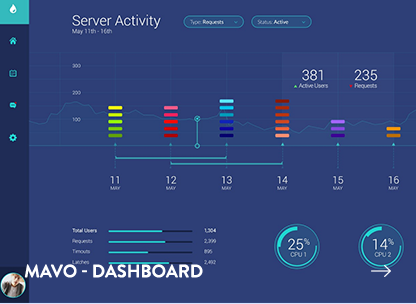 Server Activity
May 11th - 16th
Type: Requests
Status: Active
300
200
100
381
Active Users
235
Requests
11 MAY
12 MAY
13 MAY
14 MAY
15 MAY
16 MAY
Total Users 1,304
Requests 2,399
Timouts 895
Latches 2,492
25%
CPU 1
14%
CPU 2
MAVO - DASHBOARD